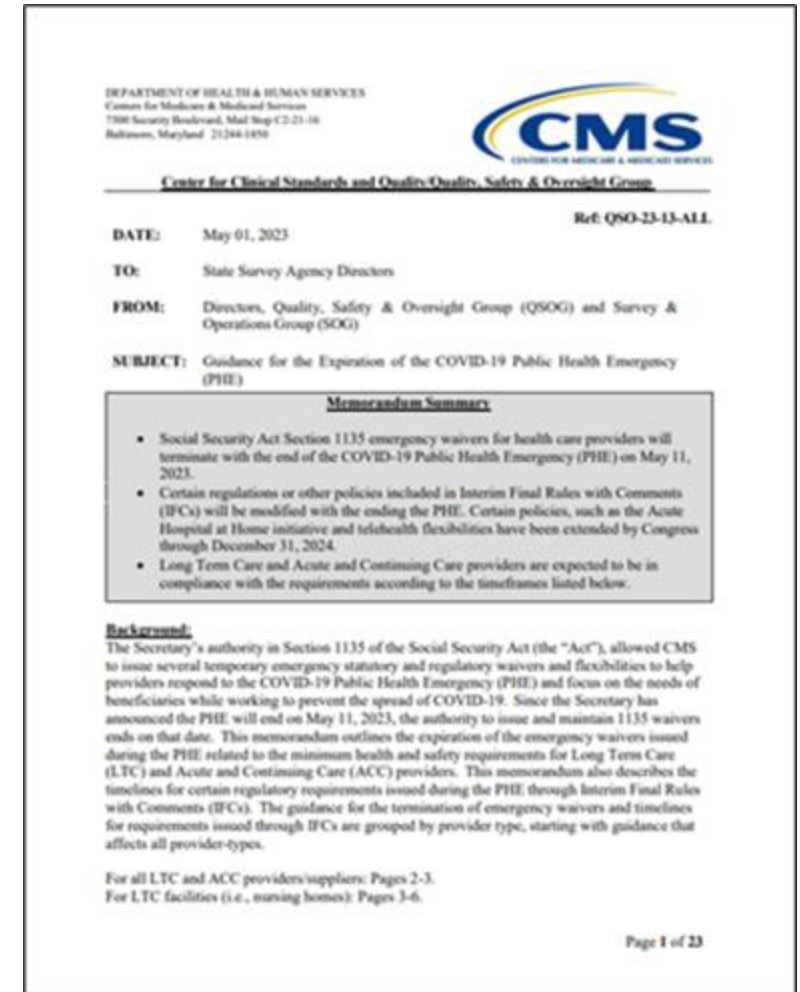 DEPARTMENT OF HEALTH & HUMAN SERVICES
Centers for Medicare & Medicaid Services
7500 Security Boulevard, Mail Stop C2-21-16
Baltimore, Maryland 21244-1850
CMS
CENTERS FOR MEDICARE & MEDICAID SERVICES
Center for Clinical Standards and Quality/Quality, Safety & Oversight Group
Ref: QSO-23-13-ALL
DATE: May 01, 2023
TO: State Survey Agency Directors
FROM: Directors, Quality, Safety & Oversight Group (QSOG) and Survey &
Operations Group (SOG)
SUBJECT: Guidance for the Expiration of the COVID-19 Public Health Emergency
(PHE)
Memorandum Summary
• Social Security Act Section 1135 emergency waivers for health care providers will
terminate with the end of the COVID-19 Public Health Emergency (PHE) on May 11,
2023.
• Certain regulations or other policies included in Interim Final Rules with Comments
(IFCs) will be modified with the ending the PHE. Certain policies, such as the Acute
Hospital at Home initiative and telehealth flexibilities have been extended by Congress
through December 31, 2024.
• Long Term Care and Acute and Continuing Care providers are expected to be in
compliance with the requirements according to the timeframes listed below.
Background:
The Secretary's authority in Section 1135 of the Social Security Act (the "Act"), allowed CMS
to issue several temporary emergency statutory and regulatory waivers and flexibilities to help
providers respond to the COVID-19 Public Health Emergency (PHE) and focus on the needs of
beneficiaries while working to prevent the spread of COVID-19. Since the Secretary has
announced the PHE will end on May 11, 2023, the authority to issue and maintain 1135 waivers
ends on that date. This memorandum outlines the expiration of the emergency waivers issued
during the PHE related to the minimum health and safety requirements for Long Term Care
(LTC) and Acute and Continuing Care (ACC) providers. This memorandum also describes the
timelines for certain regulatory requirements issued during the PHE through Interim Final Rules
with Comments (IFCs). The guidance for the termination of emergency waivers and timelines
for requirements issued through IFCs are grouped by provider type, starting with guidance that
affects all provider-types.
For all LTC and ACC providers/suppliers: Pages 2-3.
For LTC facilities (i.e., nursing homes): Pages 3-6.
Page 1 of 23